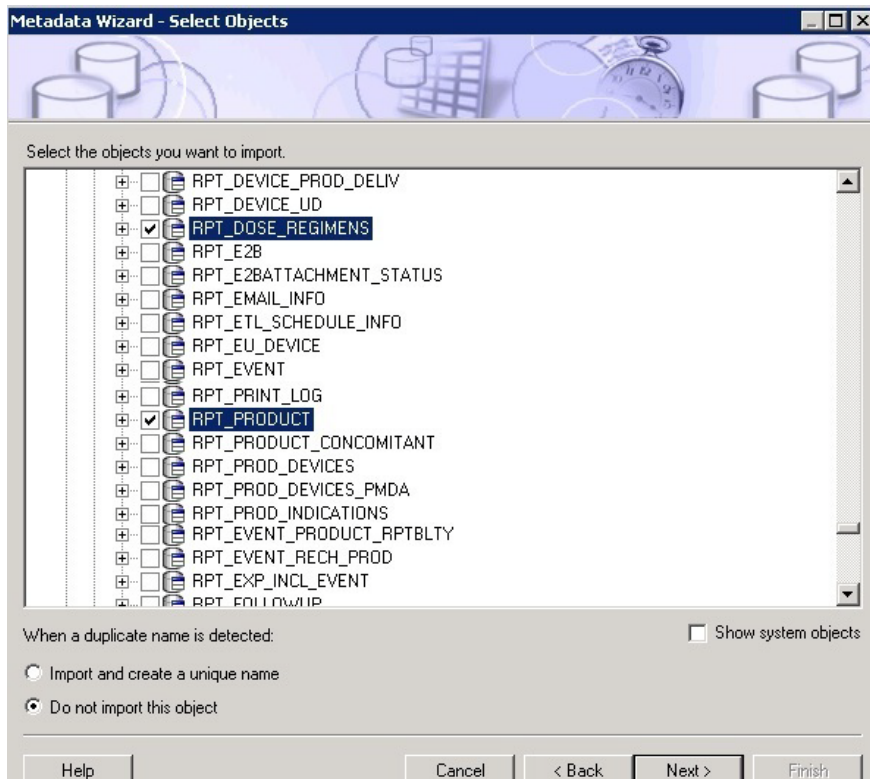 Metadata Wizard - Select Objects
Select the objects you want to import.
RPT_DEVICE_PROD_DELIV
RPT_DEVICE_UD
RPT_DOSE_REGIMENS
RPT_E2B
RPT_E2BATTACHMENT_STATUS
RPT_EMAIL_INFO
RPT_ETL_SCHEDULE_INFO
RPT_EU_DEVICE
RPT_EVENT
RPT_PRINT_LOG
RPT_PRODUCT
RPT_PRODUCT_CONCOMITANT
RPT_PROD_DEVICES
RPT_PROD_DEVICES_PMDA
RPT_PROD_INDICATIONS
RPT_EVENT_PRODUCT_RPTBLTY
RPT_EVENT_RECH_PROD
RPT_EXP_INCL_EVENT
RPT_FOLLOWUP
When a duplicate name is detected:
Show system objects
Import and create a unique name
Do not import this object
Help
Cancel
< Back
Next >
Finish